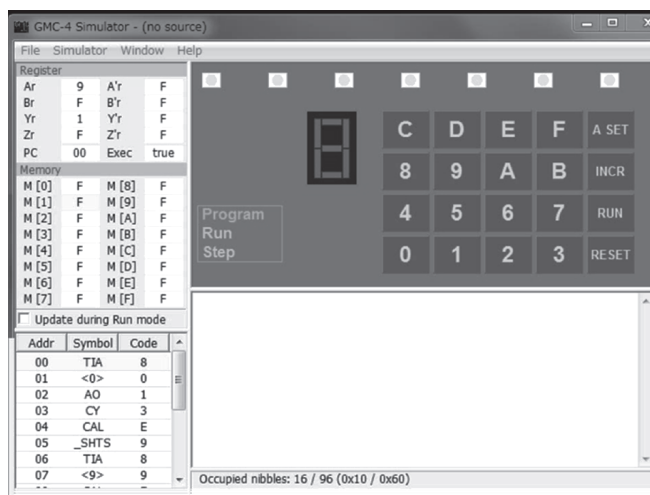 GMC-4 Simulator - (no source)
File Simulator Window Help
Register
Ar 9 A'r F
Br F B'r F
Yr 1 Y'r F
Zr F Z'r F
PC 00 Exec true
Memory
M [0] F M [8] F
M [1] F M [9] F
M [2] F M [A] F
M [3] F M [B] F
M [4] F M [C] F
M [5] F M [D] F
M [6] F M [E] F
M [7] F M [F] F
Update during Run mode
Addr Symbol Code
00 TIA 8
01 <0> 0
02 AO 1
03 CY 3
04 CAL E
05 _SHTS 9
06 TIA 8
07 <9> 9
C D E F A SET
8 9 A B INCR
4 5 6 7 RUN
0 1 2 3 RESET
Program
Run
Step
Occupied nibbles: 16 / 96 (0x10 / 0x60)